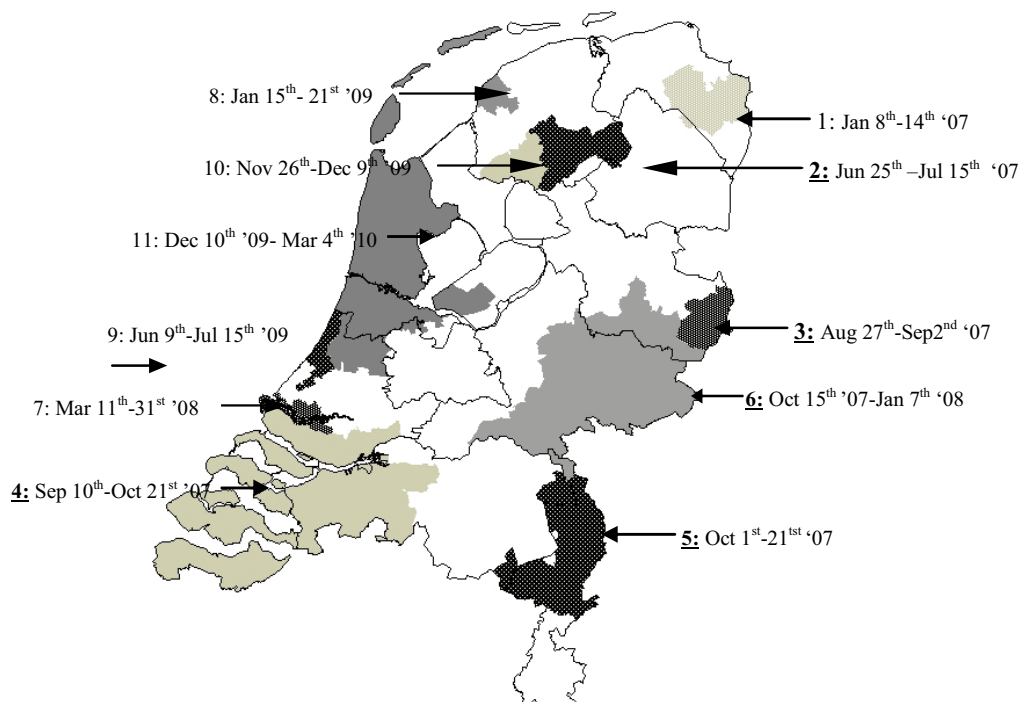 8: Jan 15th- 21st ’09
1: Jan 8th-14th ‘07
10: Nov 26th-Dec 9th ’09
2: Jun 25th –Jul 15th ‘07
11: Dec 10th ’09- Mar 4th ’10
9: Jun 9th-Jul 15th ’09
3: Aug 27th-Sep2nd ‘07
7: Mar 11th-31st ’08
6: Oct 15th ’07-Jan 7th ‘08
4: Sep 10th-Oct 21st ’07
5: Oct 1st-21tst ‘07